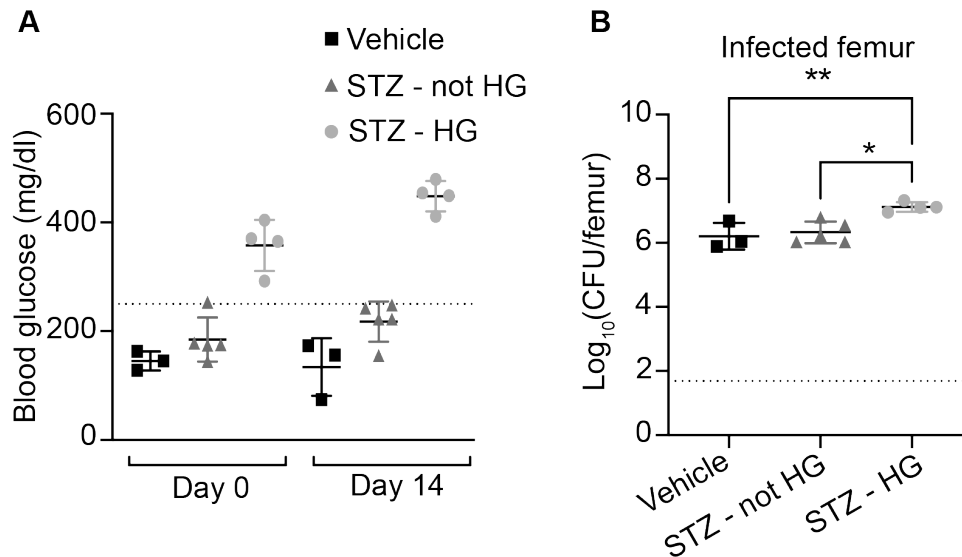 A
Vehicle
STZ - not HG
STZ - HG
Blood glucose (mg/dl)
600
400
200
0
Day 0
Day 14
B
Infected femur
**
*
Log₁₀(CFU/femur)
10
8
6
4
2
0
Vehicle
STZ - not HG
STZ - HG